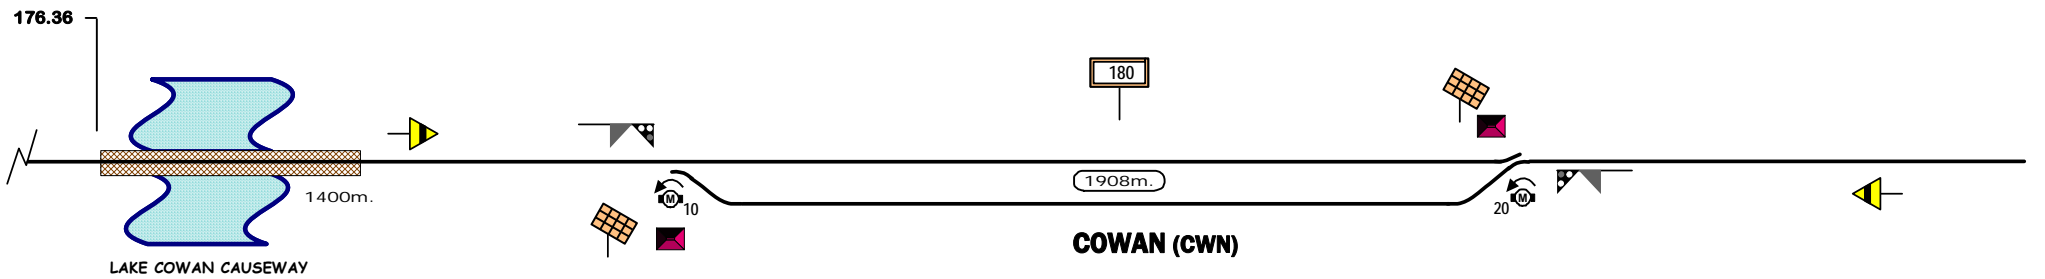 176.36
180
1400m.
1908m.
M
10
M
20
COWAN (CWN)
LAKE COWAN CAUSEWAY